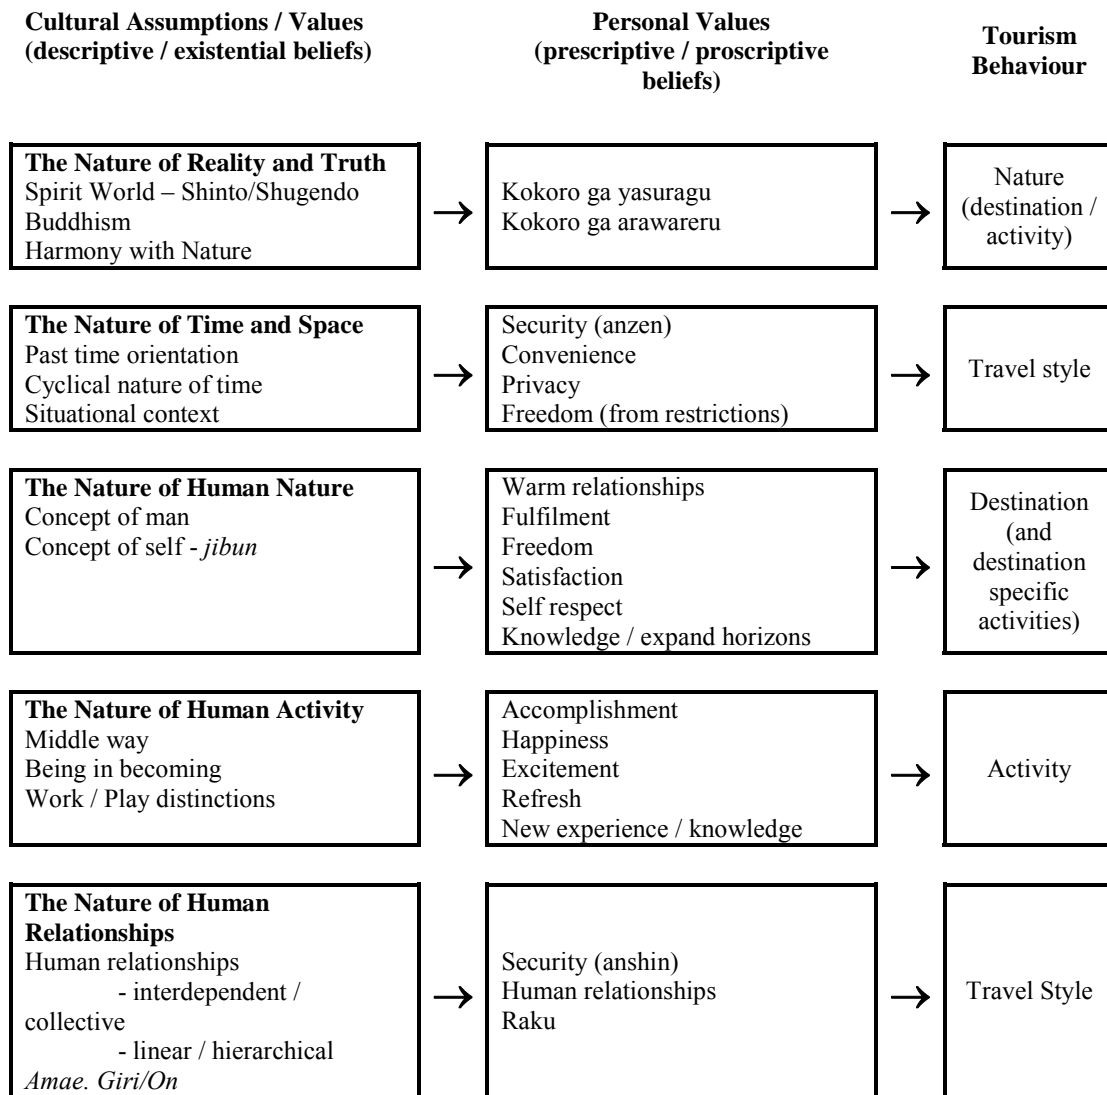 Cultural Assumptions / Values
(descriptive / existential beliefs)
Personal Values
(prescriptive / proscriptive
beliefs)
Tourism
Behaviour
The Nature of Reality and Truth
Spirit World – Shinto/Shugendo
Buddhism
Harmony with Nature
→
Kokoro ga yasuragu
Kokoro ga arawareru
→
Nature
(destination /
activity)
The Nature of Time and Space
Past time orientation
Cyclical nature of time
Situational context
→
Security (anzen)
Convenience
Privacy
Freedom (from restrictions)
→
Travel style
The Nature of Human Nature
Concept of man
Concept of self - jibun
→
Warm relationships
Fulfilment
Freedom
Satisfaction
Self respect
Knowledge / expand horizons
→
Destination
(and
destination
specific
activities)
The Nature of Human Activity
Middle way
Being in becoming
Work / Play distinctions
→
Accomplishment
Happiness
Excitement
Refresh
New experience / knowledge
→
Activity
The Nature of Human
Relationships
Human relationships
- interdependent /
collective
- linear / hierarchical
Amae. Giri/On
→
Security (anshin)
Human relationships
Raku
→
Travel Style